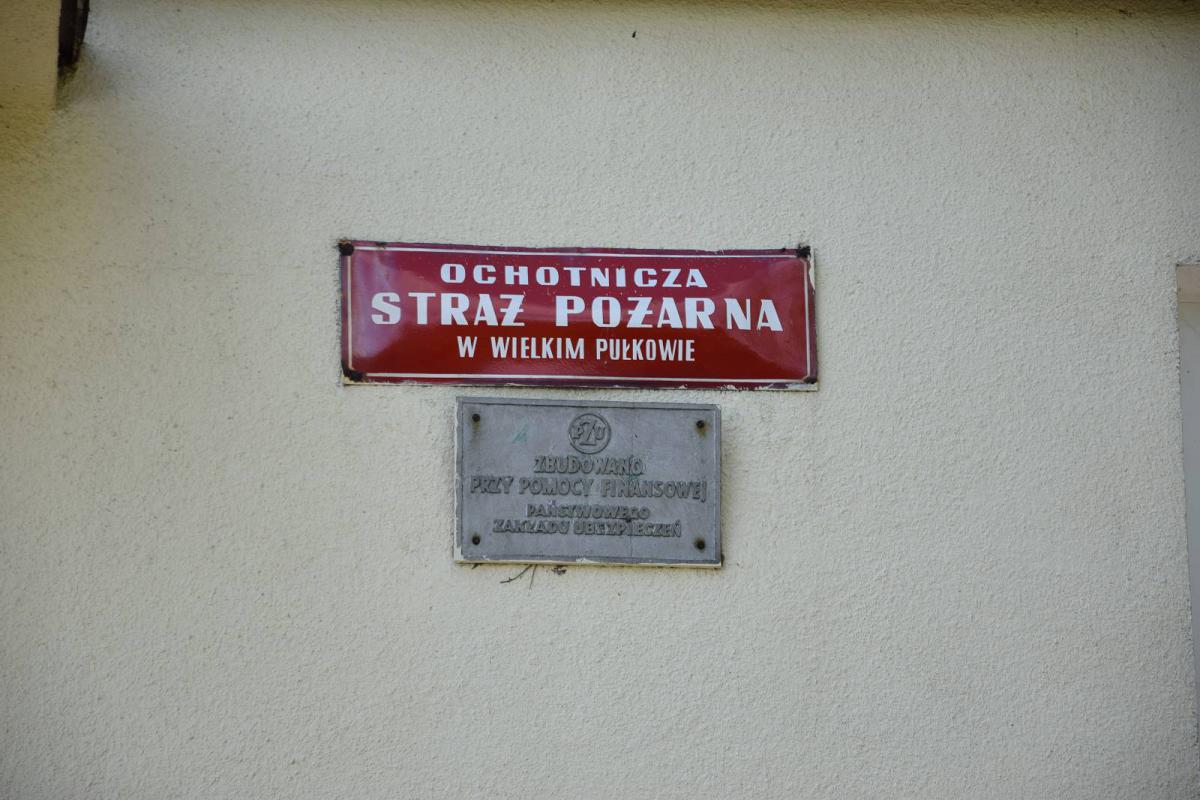 OCHOTNICZA
STRAŻ POŻARNA
W WIELKIM PUŁKOWIE
PZU
ZBUDOWANO
PRZY POMOCY FINANSOWEJ
PAŃSTWOWEGO
ZAKŁADU UBEZPIECZEŃ